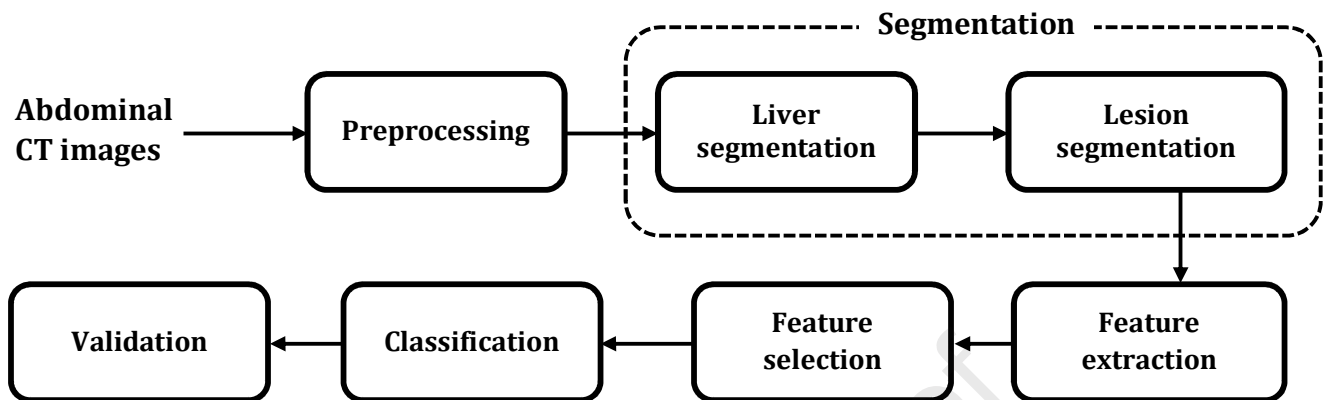 Segmentation
Abdominal
CT images
Preprocessing
Liver
segmentation
Lesion
segmentation
Feature
extraction
Feature
selection
Classification
Validation